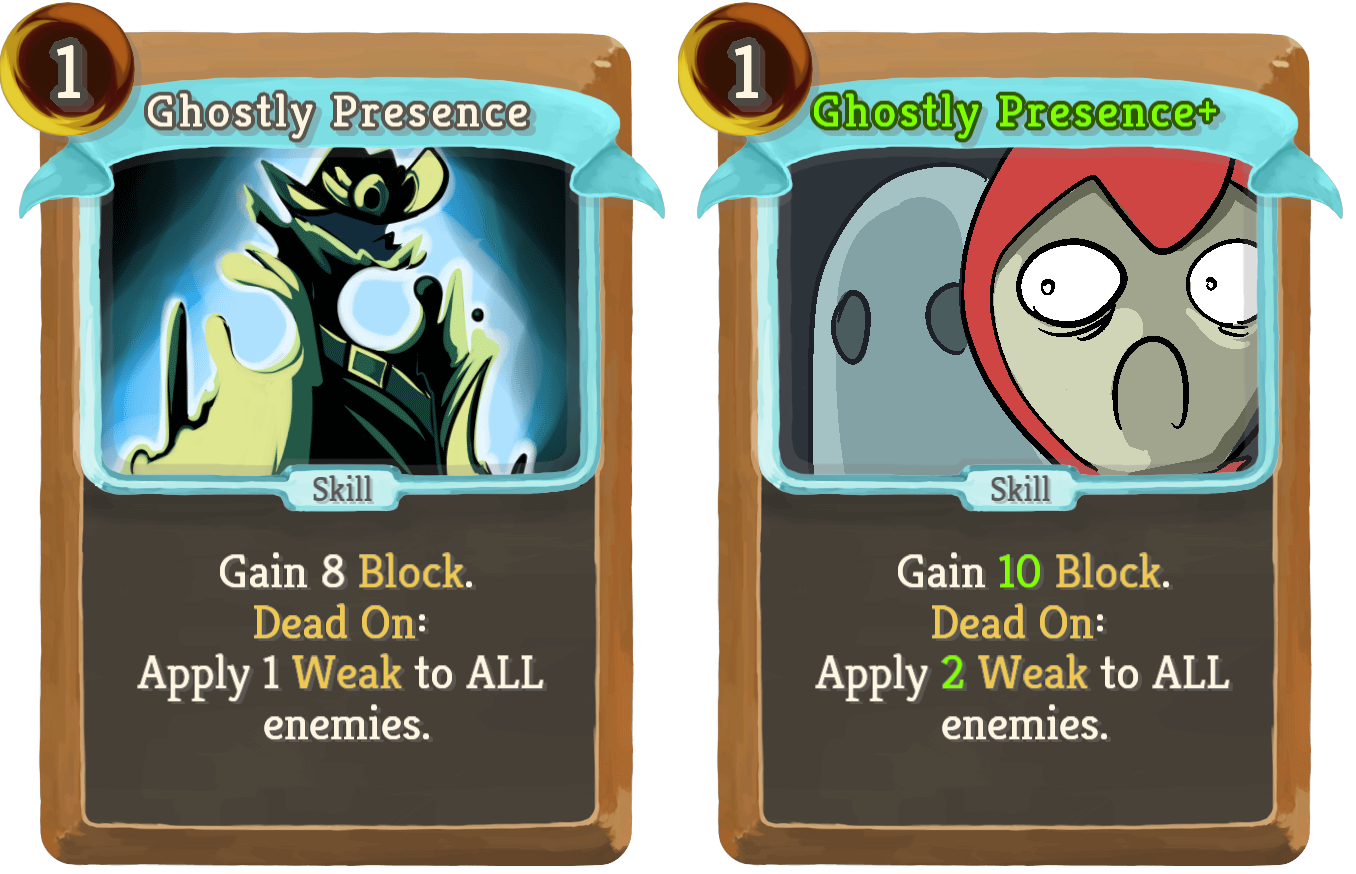 1
Ghostly Presence
Skill
Gain 8 Block.
Dead On:
Apply 1 Weak to ALL
enemies.
1
Ghostly Presence+
Skill
Gain 10 Block.
Dead On:
Apply 2 Weak to ALL
enemies.